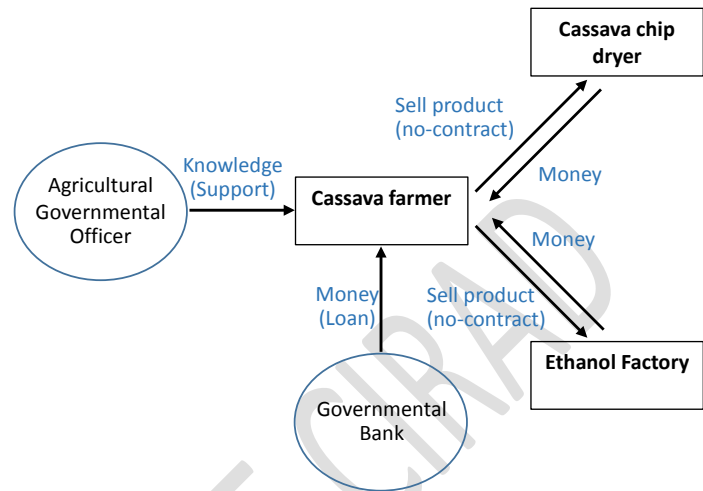 Cassava chip
dryer
Sell product
(no-contract)
Knowledge
(Support)
Money
Agricultural
Governmental
Officer
Cassava farmer
Money
Money
(Loan)
Sell product
(no-contract)
Ethanol Factory
Governmental
Bank
CIRAD